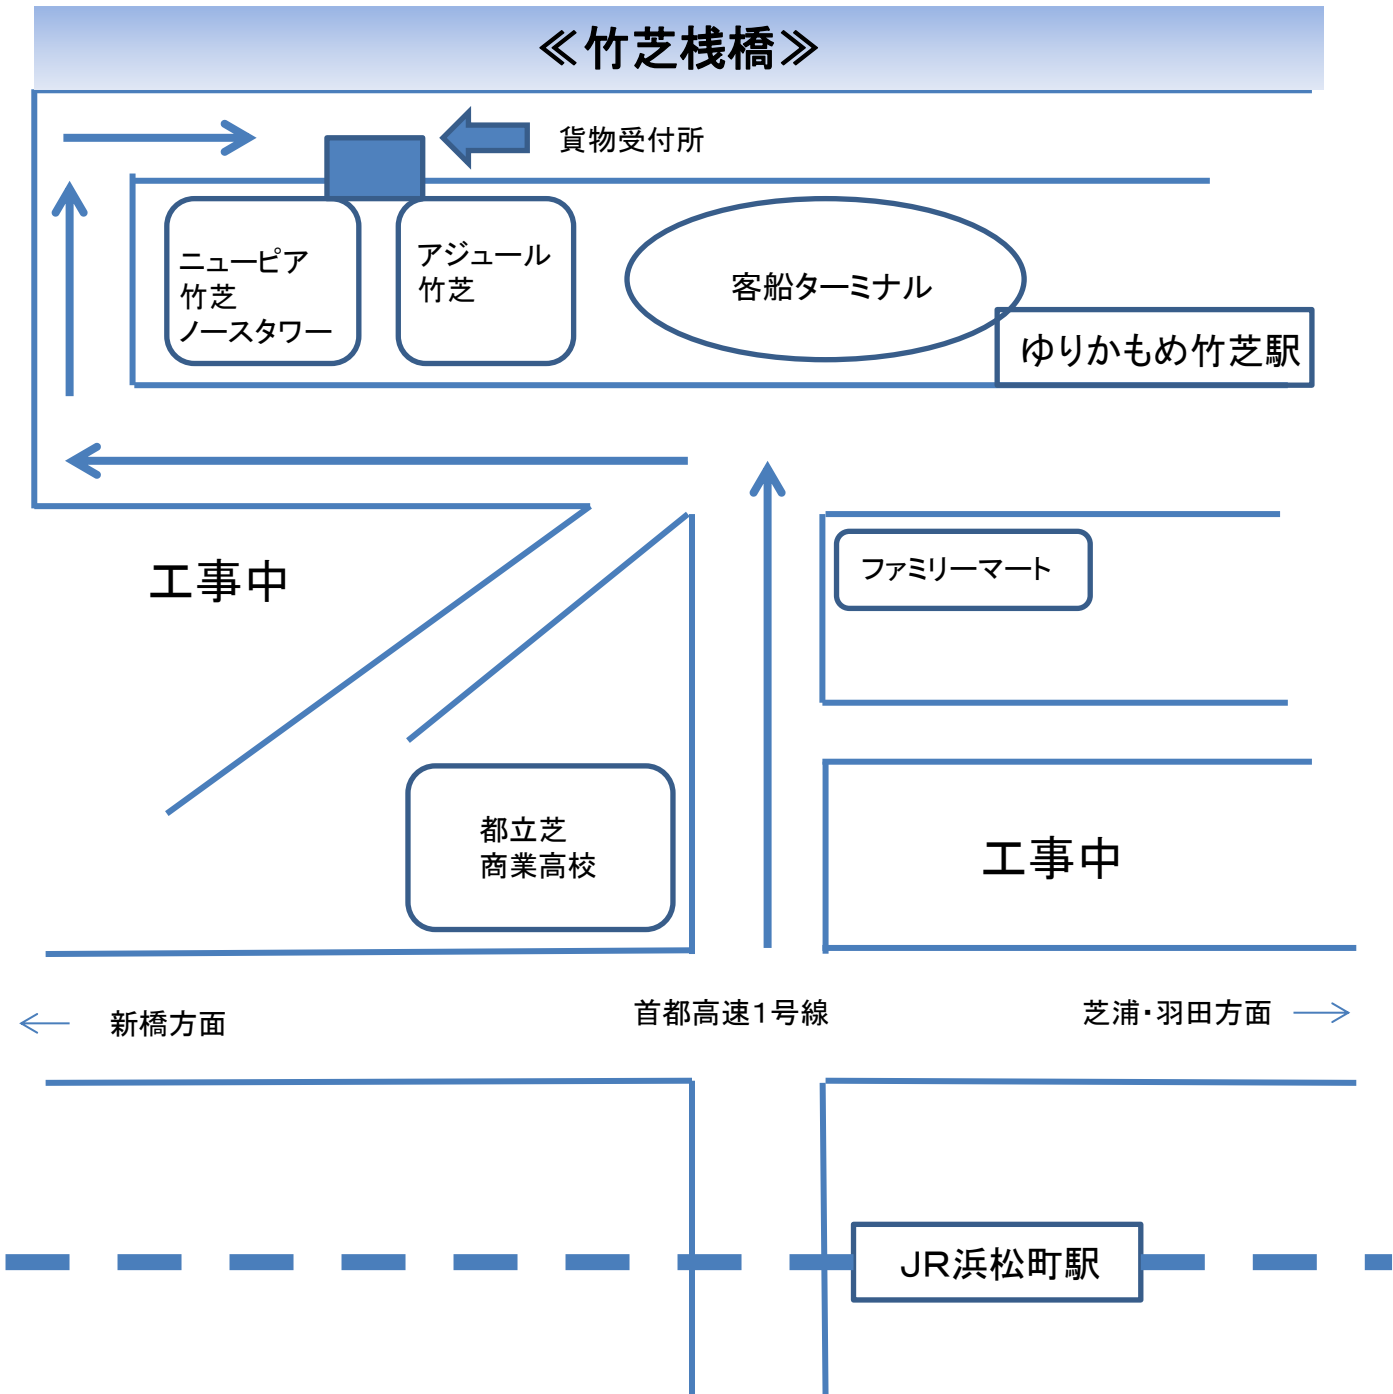 ≪竹芝桟橋≫
貨物受付所
ニューピア
竹芝
ノースタワー
アジュール
竹芝
客船ターミナル
ゆりかもめ竹芝駅
工事中
ファミリーマート
都立芝
商業高校
工事中
新橋方面
首都高速1号線
芝浦・羽田方面
JR浜松町駅